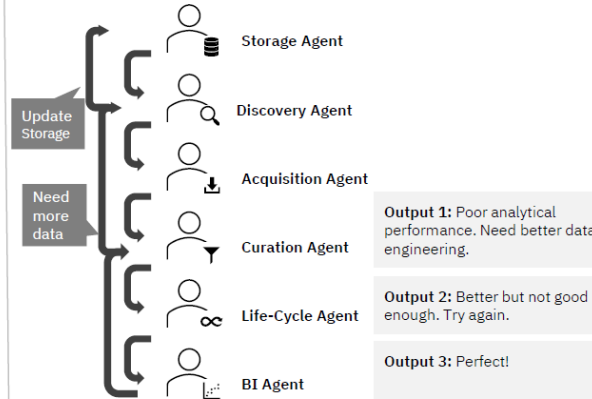 Storage Agent
Discovery Agent
Update
Storage
Acquisition Agent
Need
more
data
Output 1: Poor analytical
performance. Need better data
engineering.
Curation Agent
Output 2: Better but not good
enough. Try again.
Life-Cycle Agent
Output 3: Perfect!
BI Agent